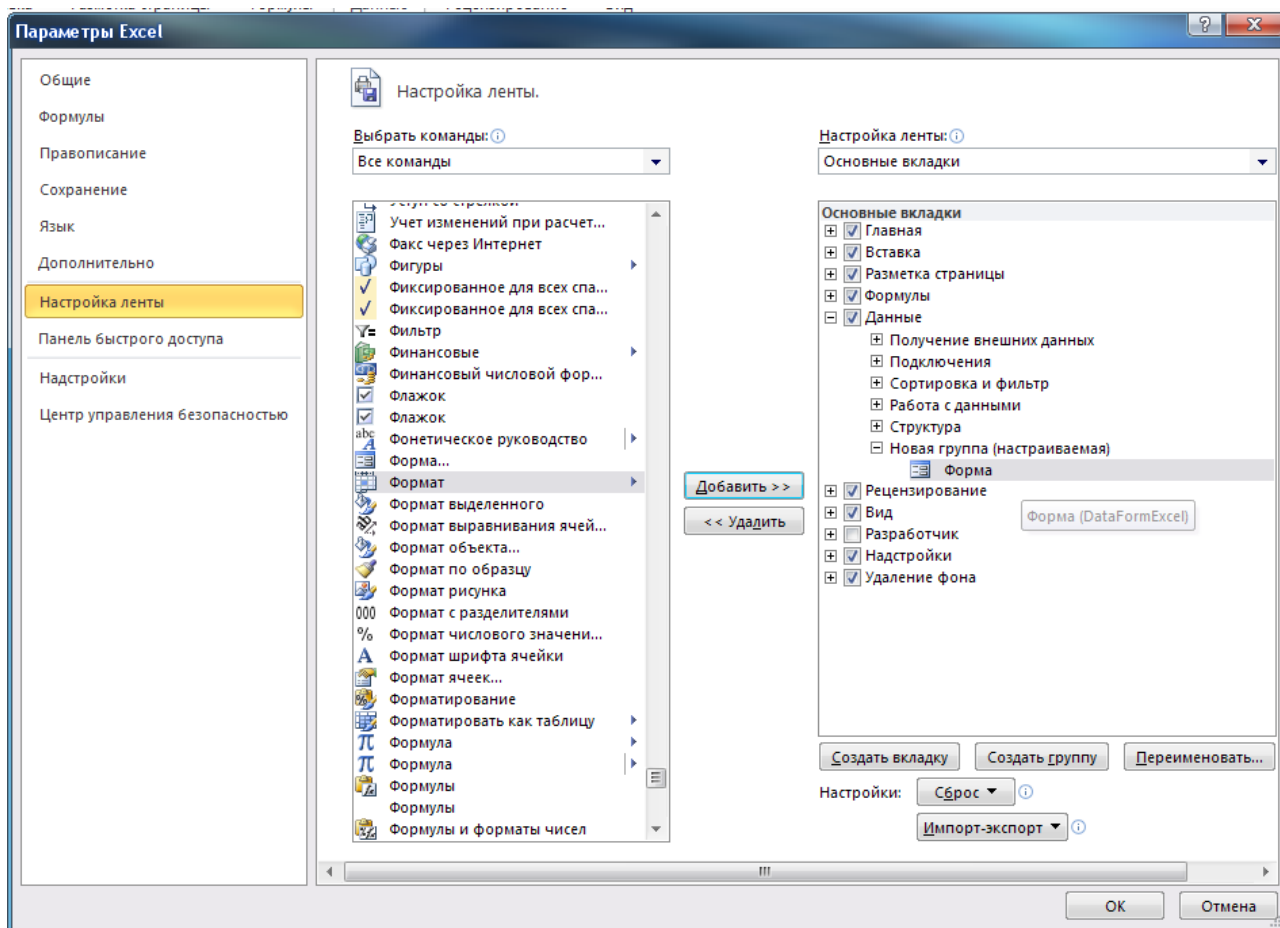 Параметры Excel
Общие
Формулы
Правописание
Сохранение
Язык
Дополнительно
Настройка ленты
Панель быстрого доступа
Надстройки
Центр управления безопасностью
Настройка ленты.
Выбрать команды:
Все команды
Учет изменений при расчет...
Факс через Интернет
Фигуры
Фиксированное для всех спа...
Фиксированное для всех спа...
Фильтр
Финансовые
Финансовый числовой фор...
Флажок
Флажок
Фонетическое руководство
Форма...
Формат
Формат выделенного
Формат выравнивания ячей...
Формат объекта...
Формат по образцу
Формат рисунка
000 Формат с разделителями
% Формат числового значени...
Формат шрифта ячейки
Формат ячеек...
Форматирование
Форматировать как таблицу
π Формула
π Формула
Формулы
Формулы
Формулы и форматы чисел
Добавить >>
<< Удалить
Настройка ленты:
Основные вкладки
Основные вкладки
Главная
Вставка
Разметка страницы
Формулы
Данные
Получение внешних данных
Подключения
Сортировка и фильтр
Работа с данными
Структура
Новая группа (настраиваемая)
Форма
Рецензирование
Вид
Форма (DataFormExcel)
Разработчик
Надстройки
Удаление фона
Создать вкладку Создать группу Переименовать...
Настройки: Сброс
Импорт-экспорт
ОК Отмена